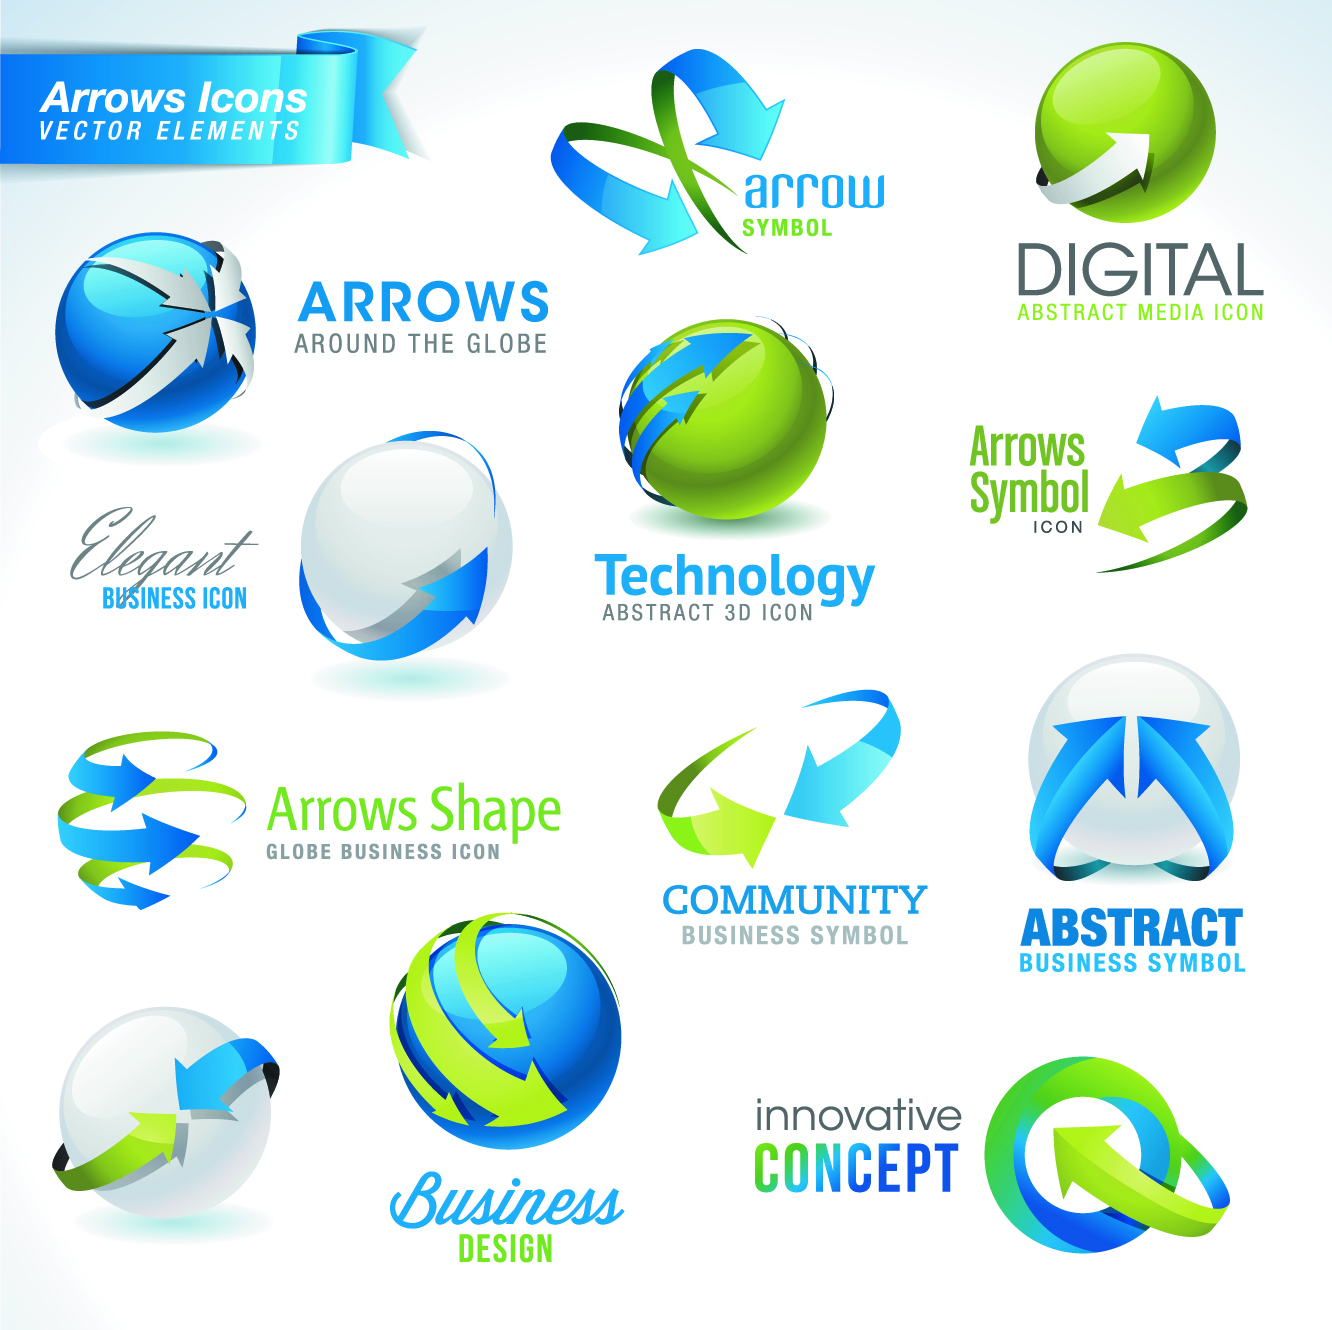 Arrows Icons
VECTOR ELEMENTS
arrow
SYMBOL
DIGITAL
ABSTRACT MEDIA ICON
ARROWS
AROUND THE GLOBE
Arrows
Symbol
ICON
Elegant
BUSINESS ICON
Technology
ABSTRACT 3D ICON
Arrows Shape
GLOBE BUSINESS ICON
COMMUNITY
BUSINESS SYMBOL
ABSTRACT
BUSINESS SYMBOL
innovative
CONCEPT
Business
DESIGN